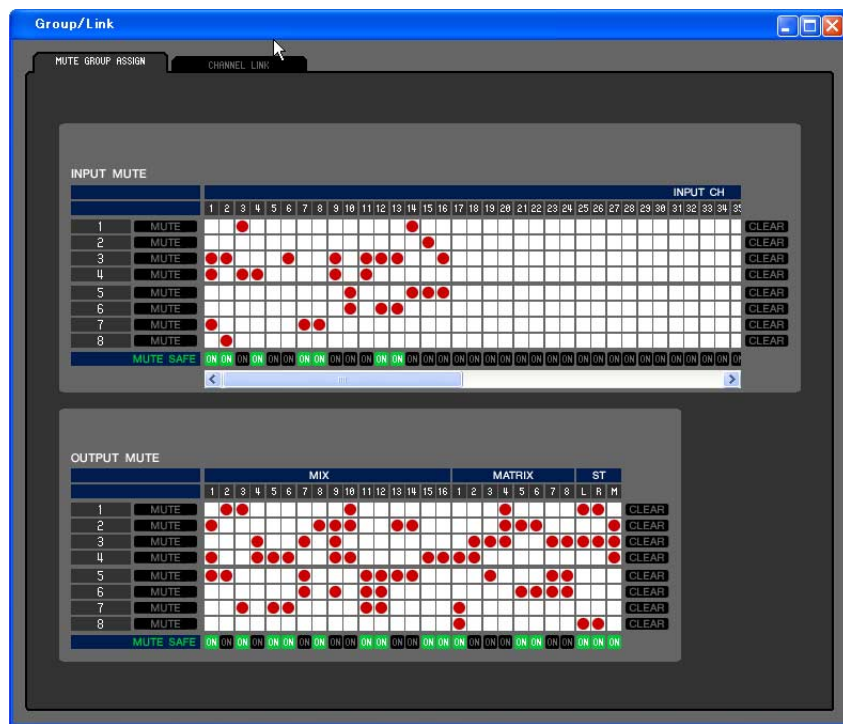 Group/Link
MUTE GROUP ASSIGN CHANNEL LINK
INPUT MUTE
INPUT CH
1 2 3 4 5 6 7 8 9 10 11 12 13 14 15 16 17 18 19 20 21 22 23 24 25 26 27 28 29 30 31 32 33 34 35
1 MUTE CLEAR
2 MUTE CLEAR
3 MUTE CLEAR
4 MUTE CLEAR
5 MUTE CLEAR
6 MUTE CLEAR
7 MUTE CLEAR
8 MUTE CLEAR
MUTE SAFE ON ON ON ON ON ON ON ON ON ON ON ON ON ON ON ON ON ON ON ON ON ON ON ON ON ON ON ON ON ON ON ON ON ON
OUTPUT MUTE
MIX MATRIX ST
1 2 3 4 5 6 7 8 9 10 11 12 13 14 15 16 1 2 3 4 5 6 7 8 L R M
1 MUTE CLEAR
2 MUTE CLEAR
3 MUTE CLEAR
4 MUTE CLEAR
5 MUTE CLEAR
6 MUTE CLEAR
7 MUTE CLEAR
8 MUTE CLEAR
MUTE SAFE ON ON ON ON ON ON ON ON ON ON ON ON ON ON ON ON ON ON ON ON ON ON ON ON ON ON ON